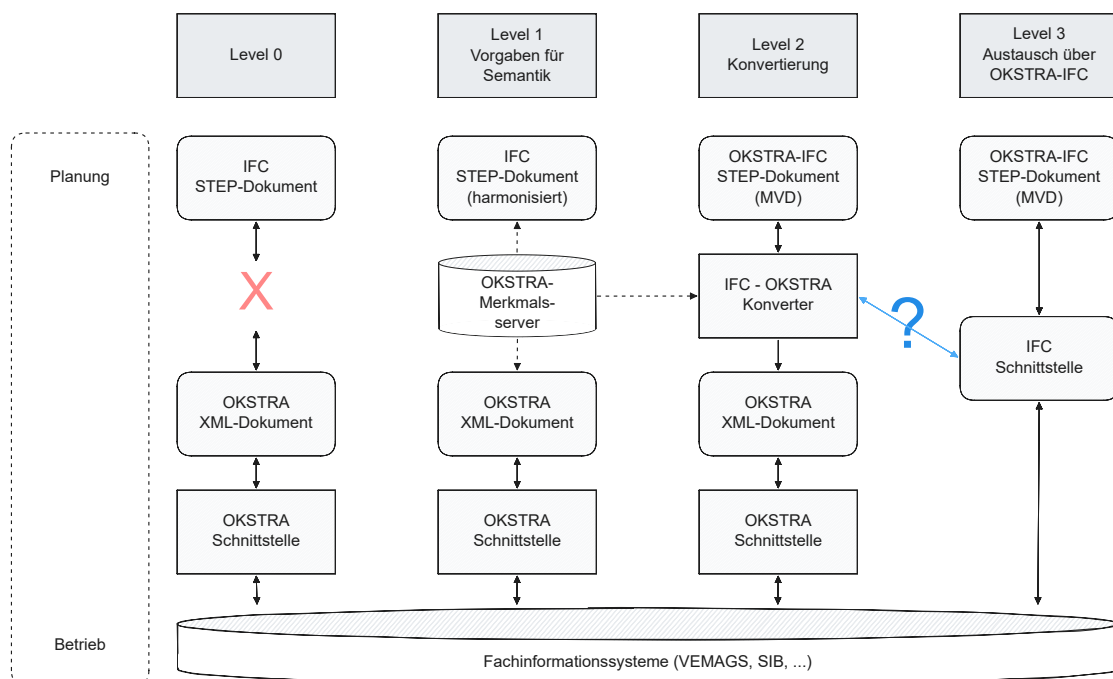 Level 0
Level 1
Vorgaben für
Semantik
Level 2
Konvertierung
Level 3
Austausch über
OKSTRA-IFC
Planung
IFC
STEP-Dokument
IFC
STEP-Dokument
(harmonisiert)
OKSTRA-IFC
STEP-Dokument
(MVD)
OKSTRA-IFC
STEP-Dokument
(MVD)
X
OKSTRA-
Merkmals-
server
IFC - OKSTRA
Konverter
?
IFC
Schnittstelle
OKSTRA
XML-Dokument
OKSTRA
XML-Dokument
OKSTRA
XML-Dokument
OKSTRA
Schnittstelle
OKSTRA
Schnittstelle
OKSTRA
Schnittstelle
Betrieb
Fachinformationssysteme (VEMAGS, SIB, ...)